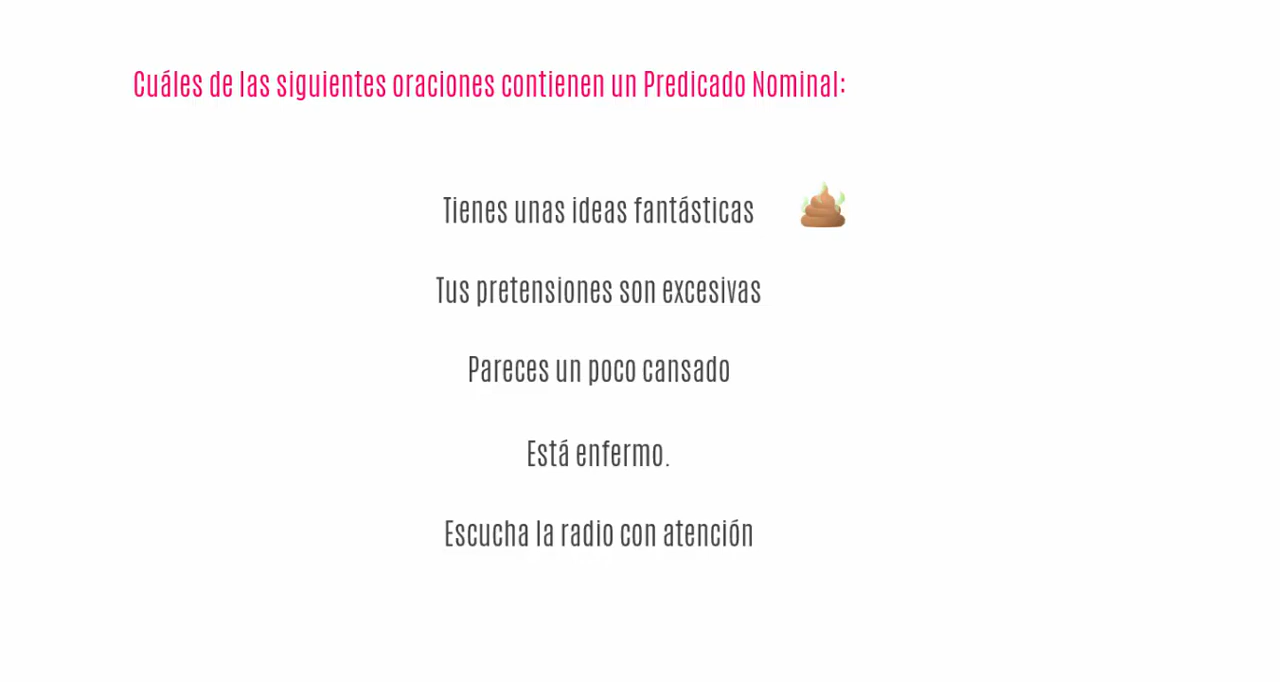 Cuáles de las siguientes oraciones contienen un Predicado Nominal:
Tienes unas ideas fantásticas
Tus pretensiones son excesivas
Pareces un poco cansado
Está enfermo.
Escucha la radio con atención